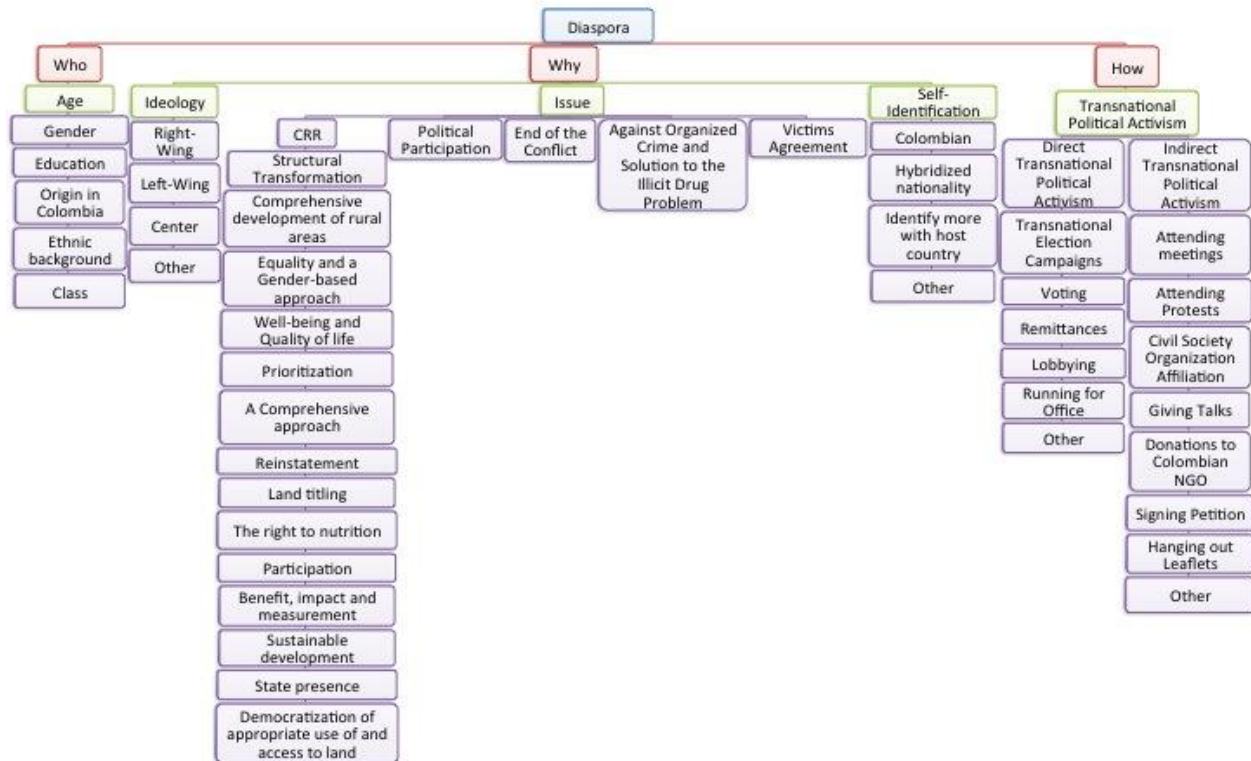 Diaspora
Who
Why
How
Age
Gender
Education
Origin in
Colombia
Ethnic
background
Class
Ideology
Right-
Wing
Left-Wing
Center
Other
Issue
CRR
Structural
Transformation
Comprehensive
development of rural
areas
Equality and a
Gender-based
approach
Well-being and
Quality of life
Prioritization
A Comprehensive
approach
Reinstatement
Land titling
The right to nutrition
Participation
Benefit, impact and
measurement
Sustainable
development
State presence
Democratization of
appropriate use of and
access to land
Political
Participation
End of the
Conflict
Against Organized
Crime and
Solution to the
Illicit Drug
Problem
Victims
Agreement
Self-
Identification
Colombian
Hybridized
nationality
Identify more
with host
country
Other
Transnational
Political Activism
Direct
Transnational
Political
Activism
Transnational
Election
Campaigns
Voting
Remittances
Lobbying
Running for
Office
Other
Indirect
Transnational
Political
Activism
Attending
meetings
Attending
Protests
Civil Society
Organization
Affiliation
Giving Talks
Donations to
Colombian
NGO
Signing Petition
Hanging out
Leaflets
Other